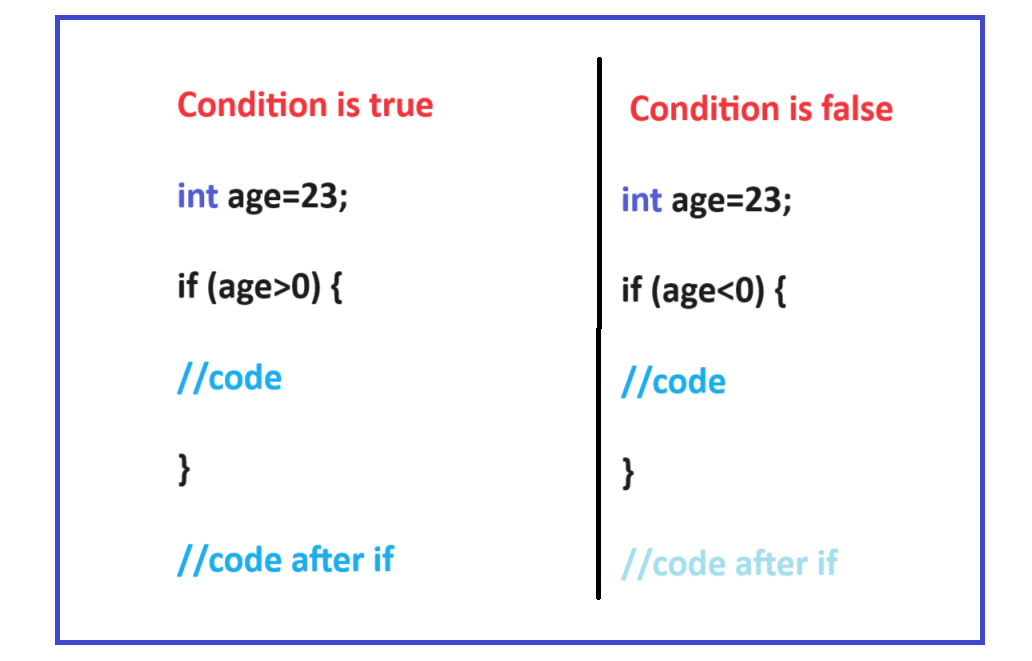 Condition is true
int age=23;
if (age>0) {
//code
}
//code after if
Condition is false
int age=23;
if (age<0) {
//code
}
//code after if